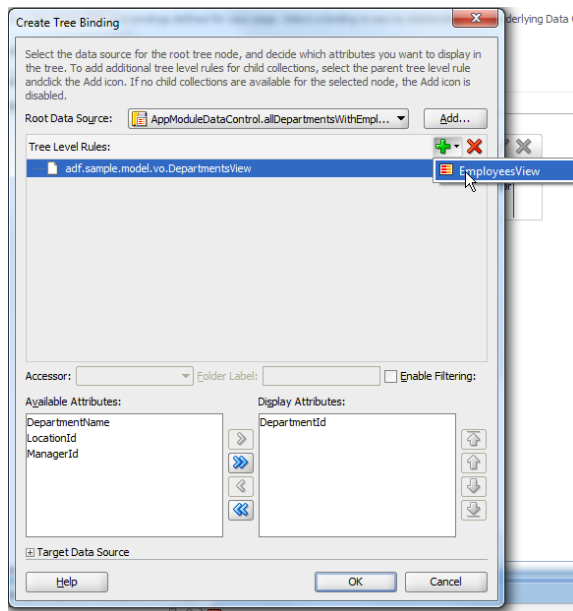 Create Tree Binding
derlying Data
Select the data source for the root tree node, and decide which attributes you want to display in
the tree. To add additional tree level rules for child collections, select the parent tree level rule
andclick the Add icon. If no child collections are available for the selected node, the Add icon is
disabled.
Root Data Source: AppModuleDataControl.allDepartmentsWithEmpl... Add...
Tree Level Rules:
adf.sample.model.vo.DepartmentsView
EmployeesView
Accessor: Folder Label: Enable Filtering:
Available Attributes: Display Attributes:
DepartmentName DepartmentId
LocationId
ManagerId
Target Data Source
Help OK Cancel